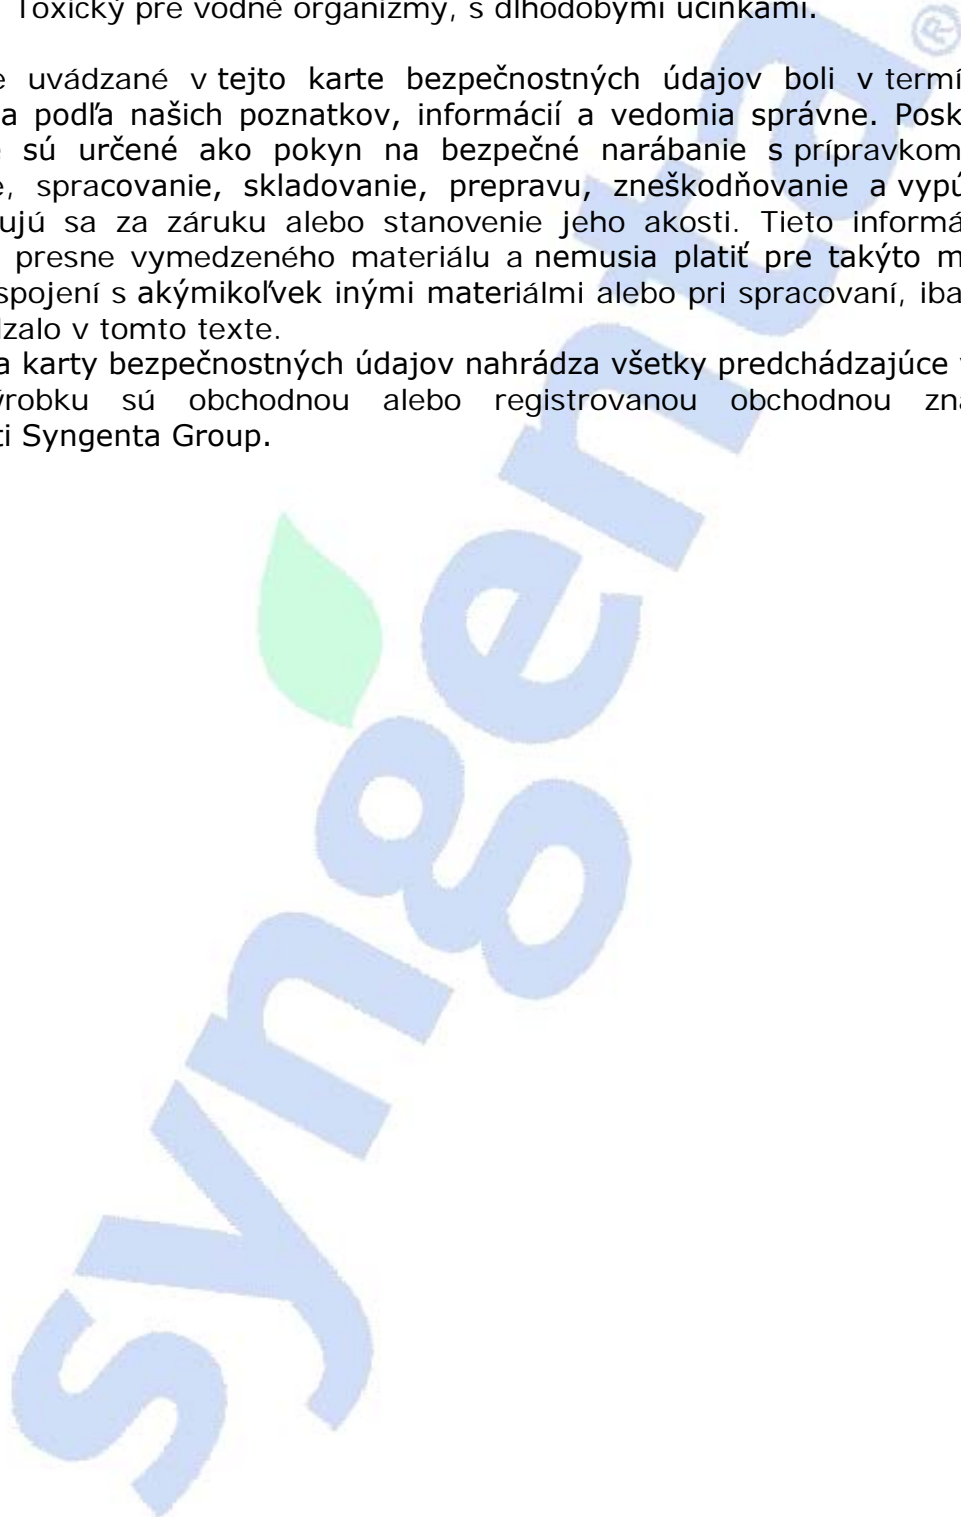 Toxický pre vodné organizmy, s dlhodobými účinkami.
e uvádzané v tejto karte bezpečnostných údajov boli v termí
a podľa našich poznatkov, informácií a vedomia správne. Posk
sú určené ako pokyn na bezpečné narábanie s prípravkom
e, spracovanie, skladovanie, prepravu, zneškodňovanie a vypú
ujú sa za záruku alebo stanovenie jeho akosti. Tieto informá
presne vymedzeného materiálu a nemusia platiť pre takýto m
spojení s akýmikoľvek inými materiálmi alebo pri spracovaní, iba
dzalo v tomto texte.
a karty bezpečnostných údajov nahrádza všetky predchádzajúce v
ýrobku sú obchodnou alebo registrovanou obchodnou zna
ti Syngenta Group.
syngenta®